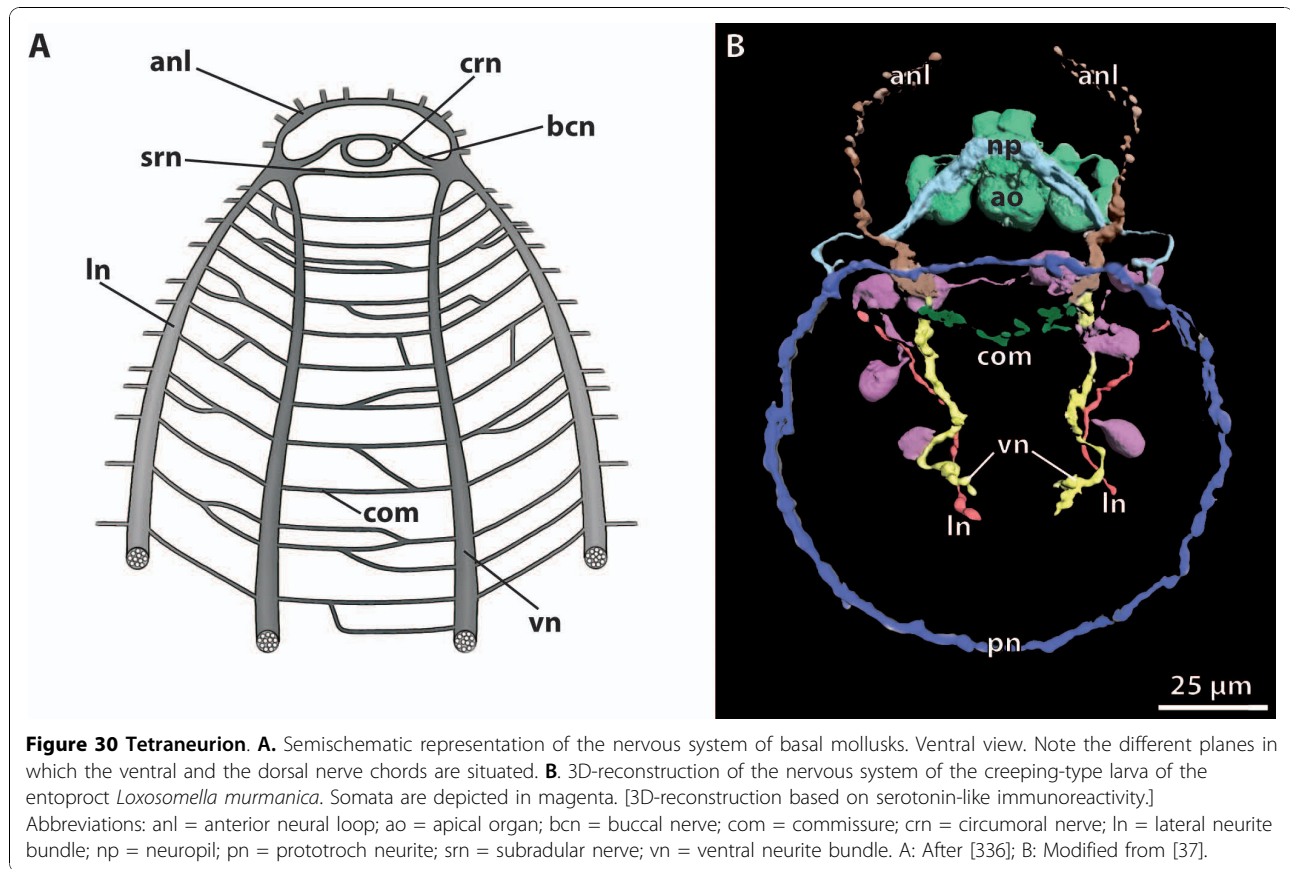 A
anl
crn
bcn
srn
ln
com
vn
B
anl
anl
np
ao
com
vn
ln
ln
pn
25 µm
Figure 30 Tetraneurion. A. Semischematic representation of the nervous system of basal mollusks. Ventral view. Note the different planes in
which the ventral and the dorsal nerve chords are situated. B. 3D-reconstruction of the nervous system of the creeping-type larva of the
entoproct Loxosomella murmanica. Somata are depicted in magenta. [3D-reconstruction based on serotonin-like immunoreactivity.]
Abbreviations: anl = anterior neural loop; ao = apical organ; bcn = buccal nerve; com = commissure; crn = circumoral nerve; ln = lateral neurite
bundle; np = neuropil; pn = prototroch neurite; srn = subradular nerve; vn = ventral neurite bundle. A: After [336]; B: Modified from [37].